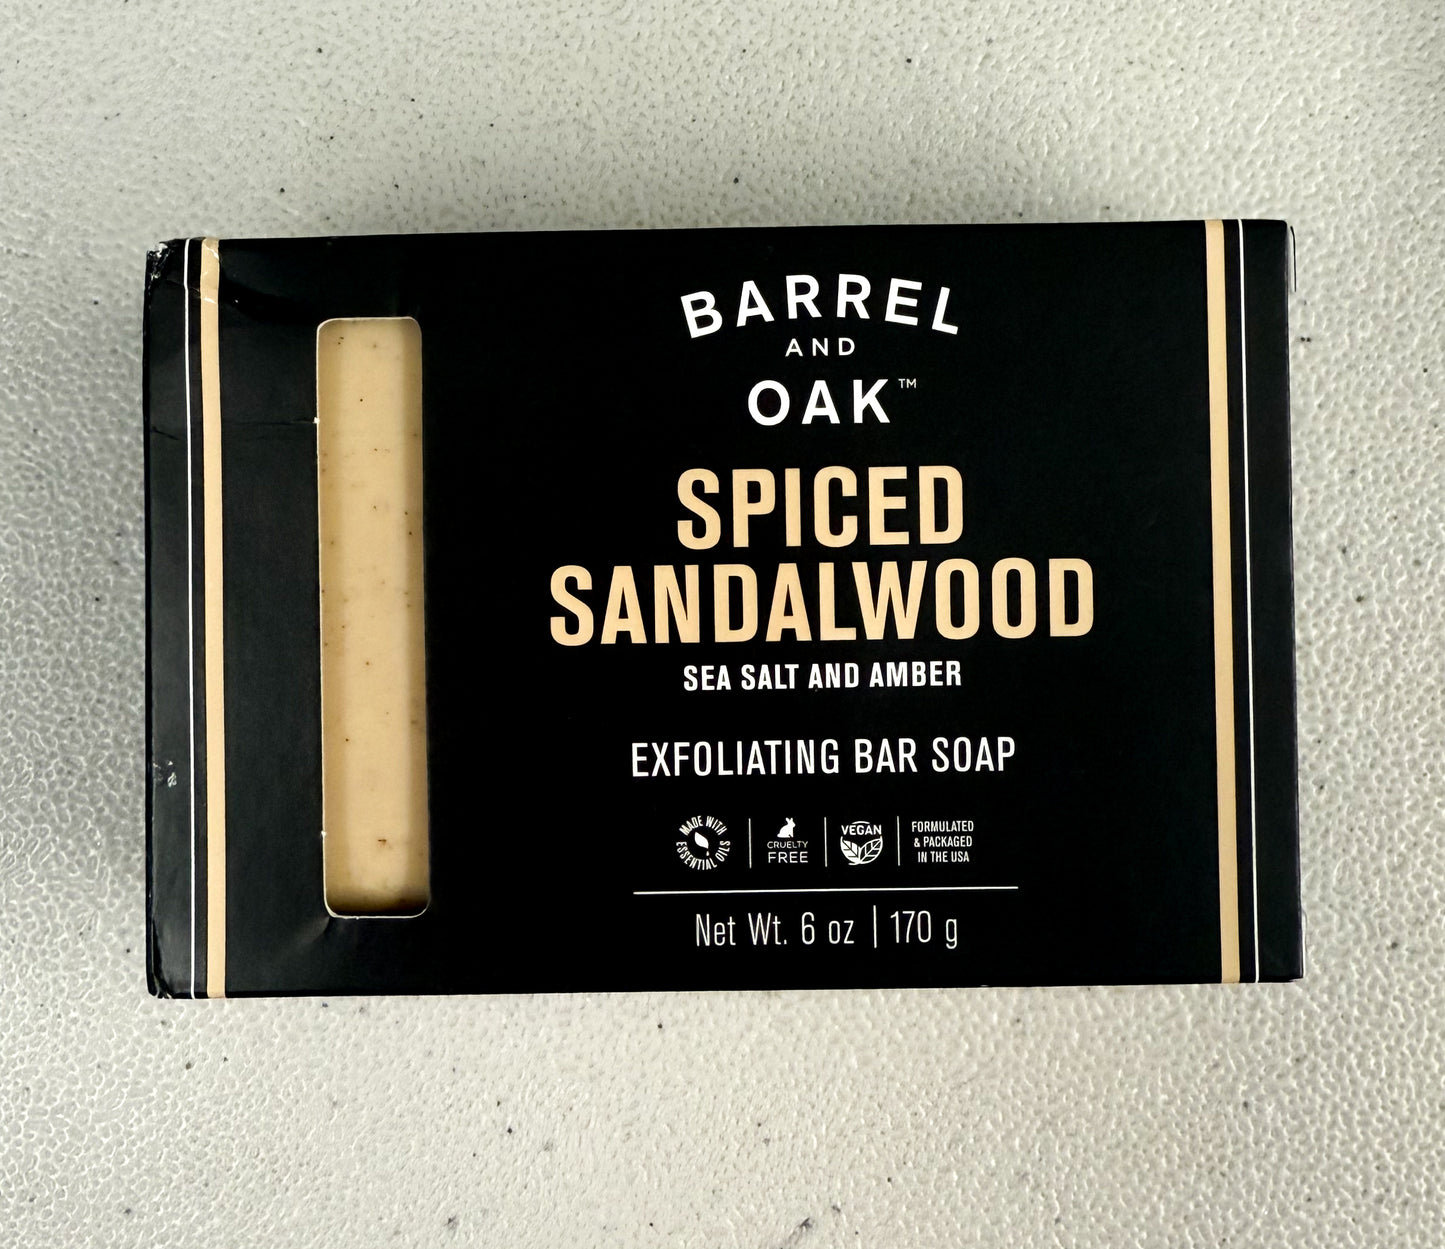 BARREL
AND
OAK™
SPICED
SANDALWOOD
SEA SALT AND AMBER
EXFOLIATING BAR SOAP
MADE WITH ESSENTIAL OILS
CRUELTY
FREE
VEGAN
FORMULATED
& PACKAGED
IN THE USA
Net Wt. 6 oz | 170 g